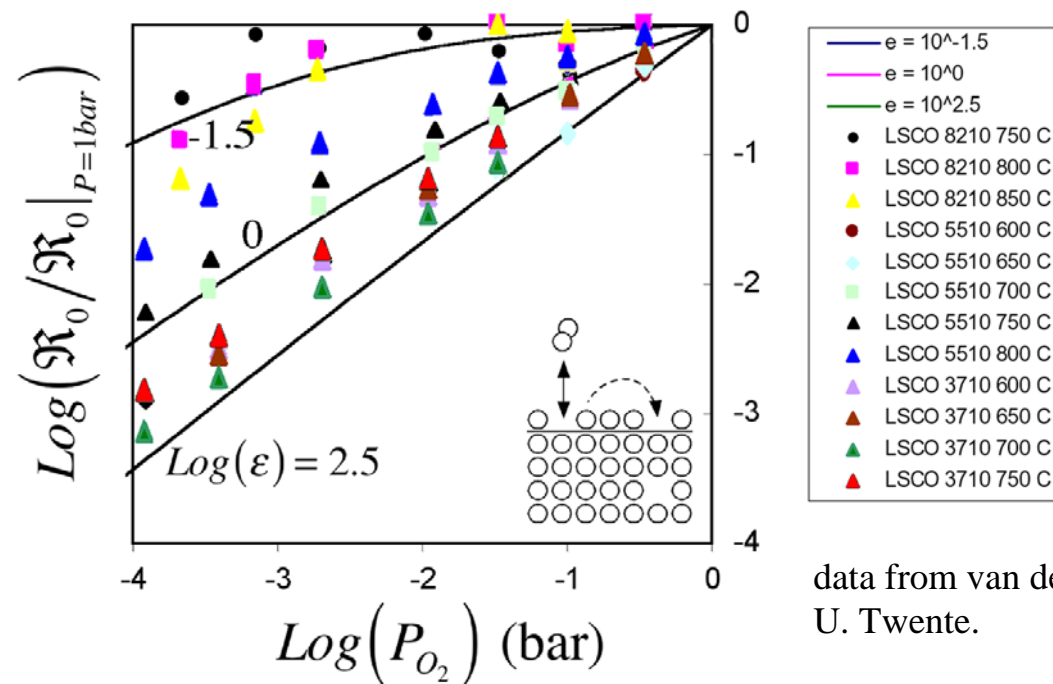 Log(ℜ₀/ℜ₀|P=1bar)
0
-1
-2
-3
-4
-1.5
0
Log(ε) = 2.5
-4 -3 -2 -1 0
Log(P_O₂) (bar)
e = 10^-1.5
e = 10^0
e = 10^2.5
LSCO 8210 750 C
LSCO 8210 800 C
LSCO 8210 850 C
LSCO 5510 600 C
LSCO 5510 650 C
LSCO 5510 700 C
LSCO 5510 750 C
LSCO 5510 800 C
LSCO 3710 600 C
LSCO 3710 650 C
LSCO 3710 700 C
LSCO 3710 750 C
data from van de
U. Twente.